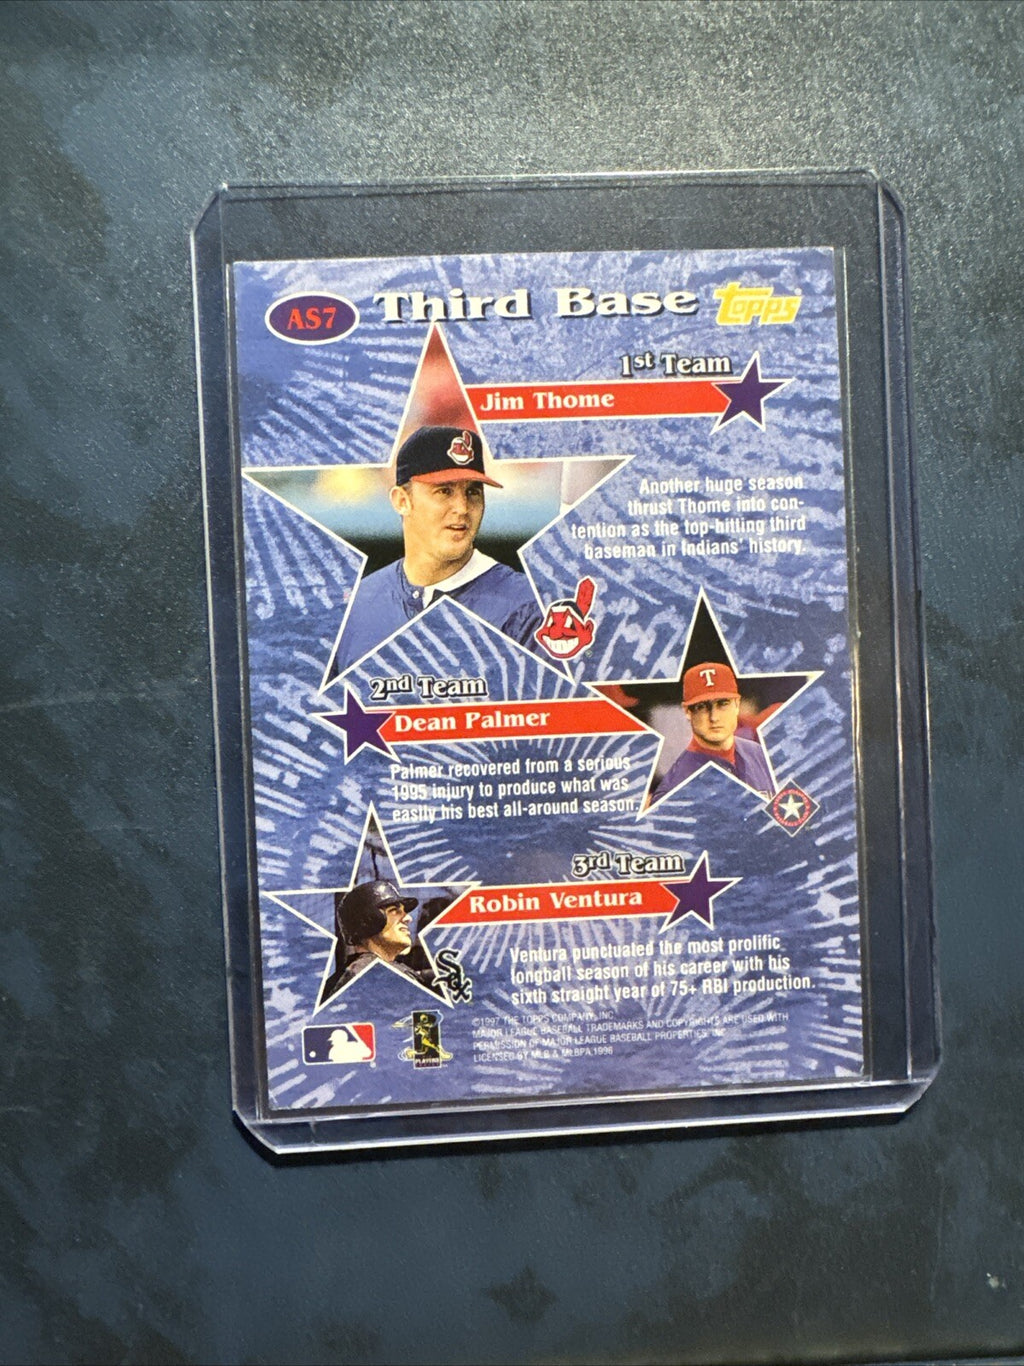 AS7
Third Base
topps
1st Team
Jim Thome
Another huge season
thrust Thome into con-
tention as the top-hitting third
baseman in Indians' history.
T
2nd Team
Dean Palmer
Palmer recovered from a serious
1995 injury to produce what was
easily his best all-around season.
3rd Team
Robin Ventura
Ventura punctuated the most prolific
longball season of his career with his
sixth straight year of 75+ RBI production.
Sox
©1997 THE TOPPS COMPANY, INC.
MAJOR LEAGUE BASEBALL TRADEMARKS AND COPYRIGHTS ARE USED WITH
PERMISSION OF MAJOR LEAGUE BASEBALL PROPERTIES, INC.
LICENSED BY MLB & MLBPA 1996
PLAYERS